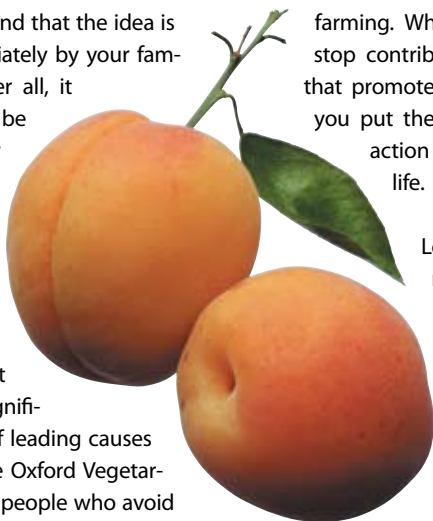 nd that the idea is
iately by your fam-
er all, it
be
t
gnifi-
f leading causes
e Oxford Vegetar-
people who avoid
farming. Wh
stop contrib
that promote
you put the
action
life.
Le